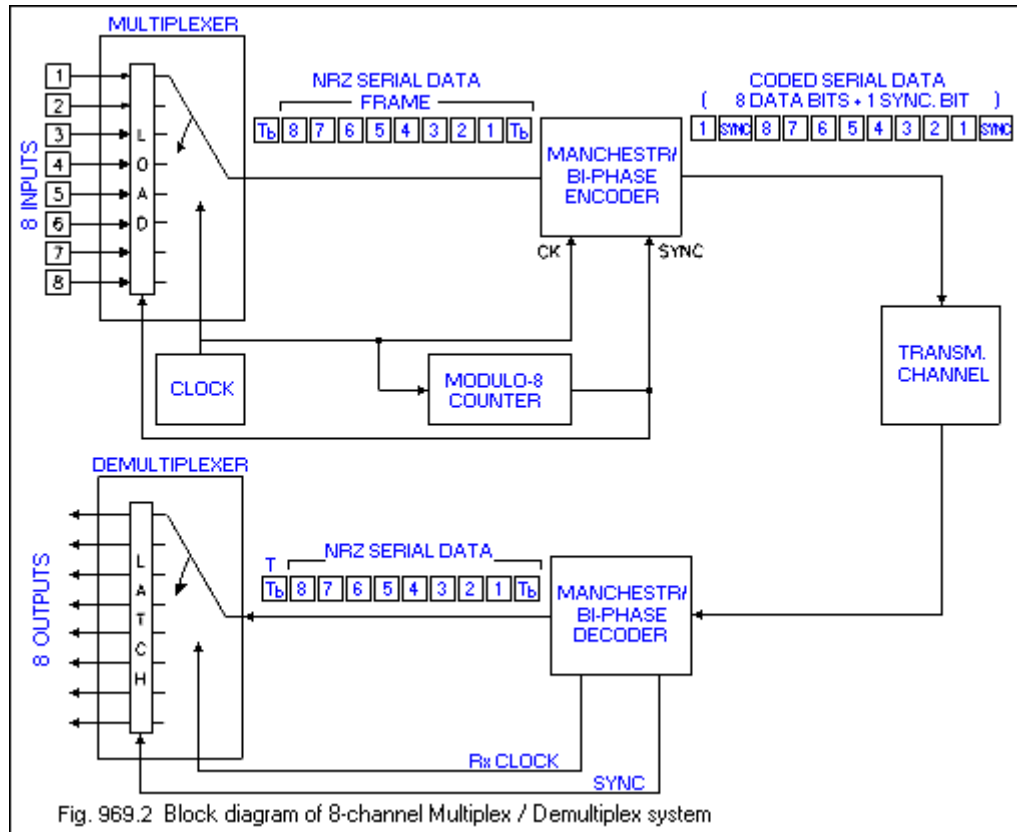 MULTIPLEXER
8 INPUTS
1
2
3
4
5
6
7
8
LOAD
NRZ SERIAL DATA
FRAME
Tb 8 7 6 5 4 3 2 1 Tb
CODED SERIAL DATA
( 8 DATA BITS + 1 SYNC. BIT )
1 SYNC 8 7 6 5 4 3 2 1 SYNC
MANCHESTR/
BI-PHASE
ENCODER
CK
SYNC
CLOCK
MODULO-8
COUNTER
TRANSM.
CHANNEL
DEMULTIPLEXER
8 OUTPUTS
LATCH
T
NRZ SERIAL DATA
Tb 8 7 6 5 4 3 2 1 Tb
MANCHESTR/
BI-PHASE
DECODER
Rx CLOCK
SYNC
Fig. 969.2 Block diagram of 8-channel Multiplex / Demultiplex system